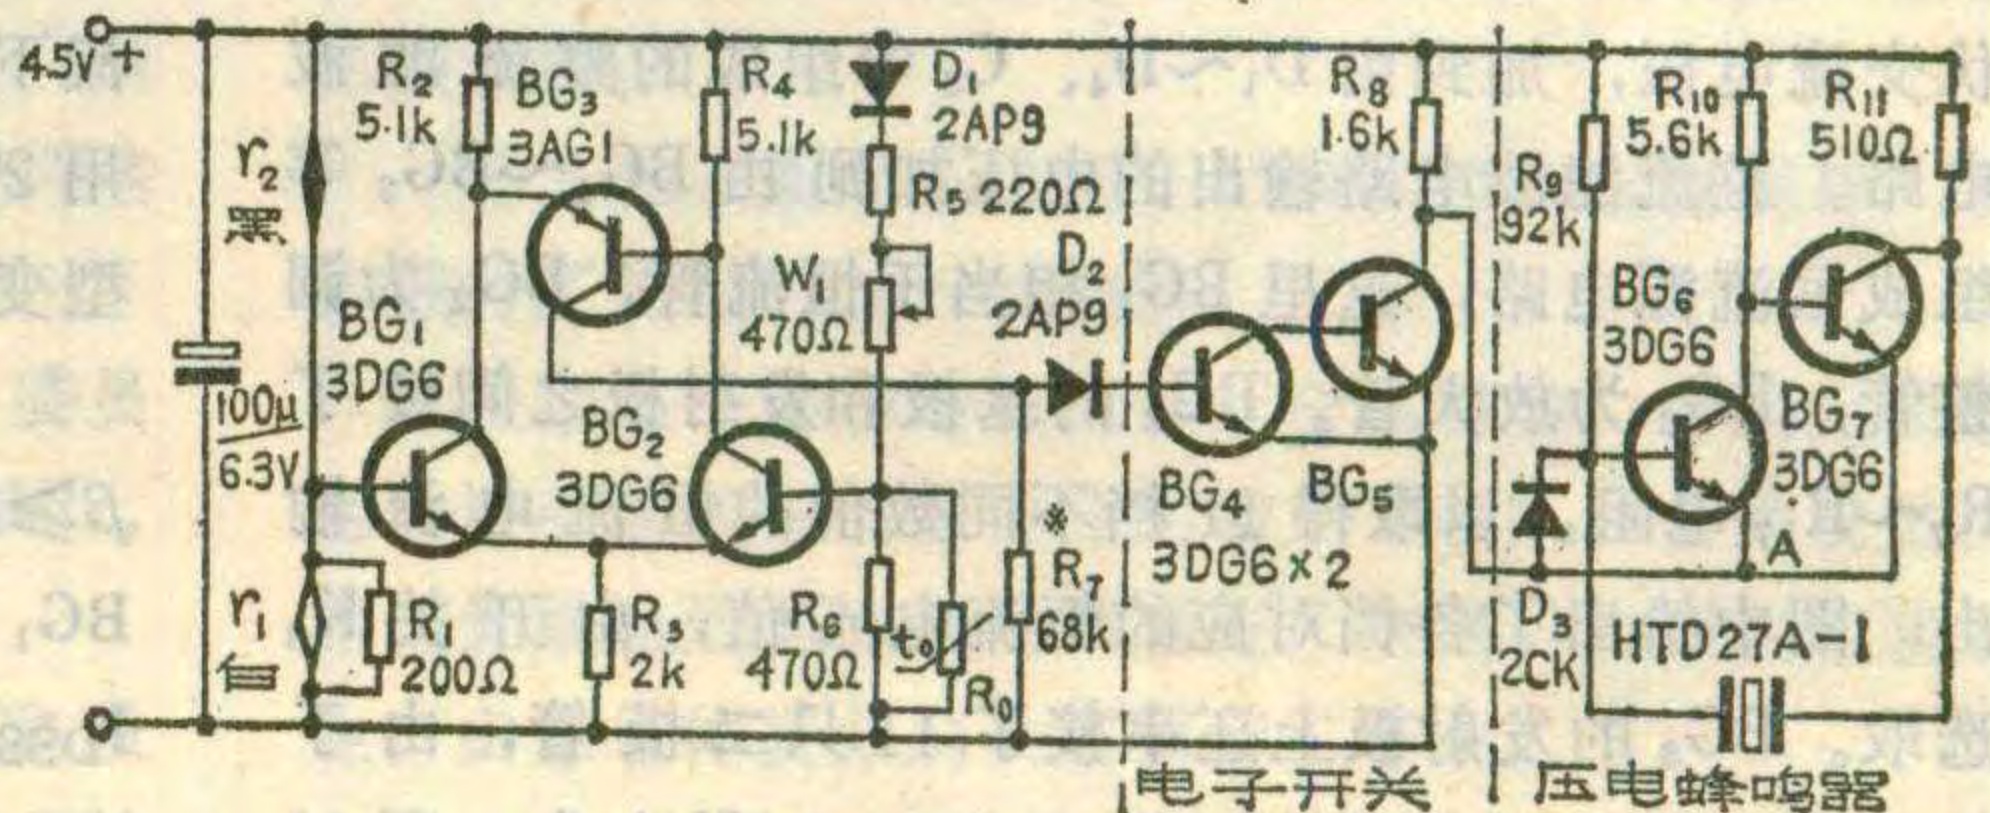 4.5V +
100μ
6.3V
r₂
黑
r₁
白
R₁
200Ω
BG₁
3DG6
R₂
5.1k
BG₃
3AG1
BG₂
3DG6
R₃
2k
R₄
5.1k
D₁
2AP9
R₅ 220Ω
W₁
470Ω
D₂
2AP9
R₆
470Ω
t₀
R₀
*
R₇
68k
BG₄
BG₅
3DG6×2
R₈
1.6k
电子开关
R₉
92k
R₁₀
5.6k
R₁₁
510Ω
BG₆
3DG6
BG₇
3DG6
A
D₃
2CK
HTD27A-1
压电蜂鸣器